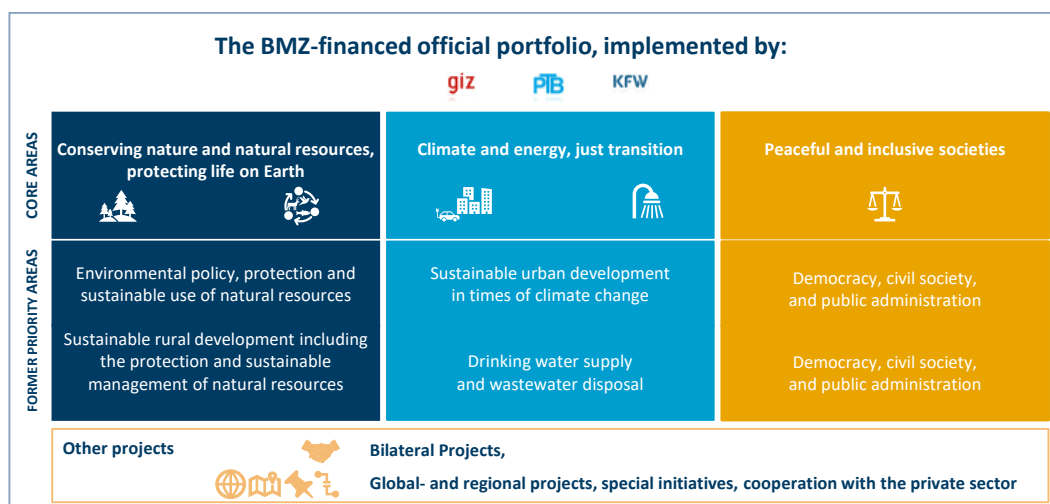 The BMZ-financed official portfolio, implemented by:
giz
PTB
KFW
CORE AREAS
Conserving nature and natural resources,
protecting life on Earth
Climate and energy, just transition
Peaceful and inclusive societies
FORMER PRIORITY AREAS
Environmental policy, protection and
sustainable use of natural resources
Sustainable urban development
in times of climate change
Democracy, civil society,
and public administration
Sustainable rural development including
the protection and sustainable
management of natural resources
Drinking water supply
and wastewater disposal
Democracy, civil society,
and public administration
Other projects
Bilateral Projects,
Global- and regional projects, special initiatives, cooperation with the private sector